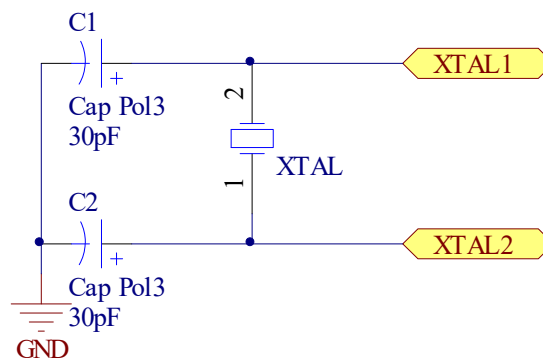 C1
XTAL1
+
Cap Pol3
30pF
2
XTAL
1
C2
XTAL2
+
Cap Pol3
30pF
GND